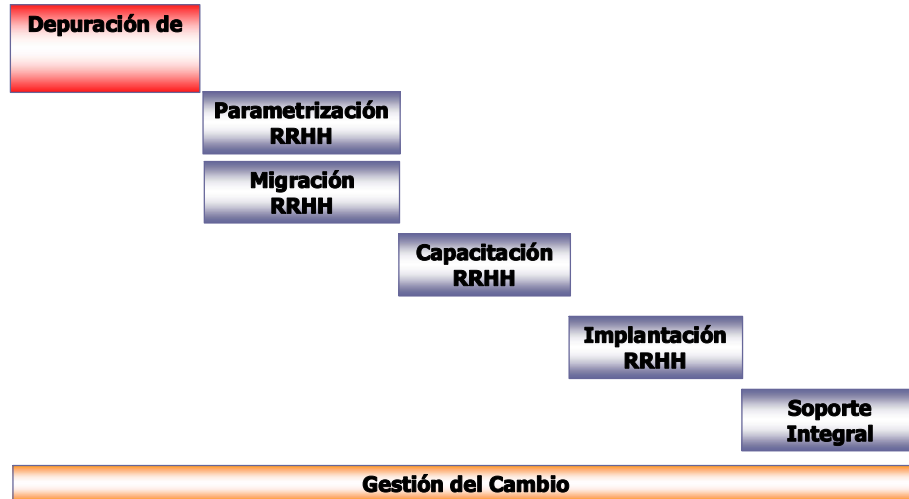 Depuración de
Parametrización
RRHH
Migración
RRHH
Capacitación
RRHH
Implantación
RRHH
Soporte
Integral
Gestión del Cambio